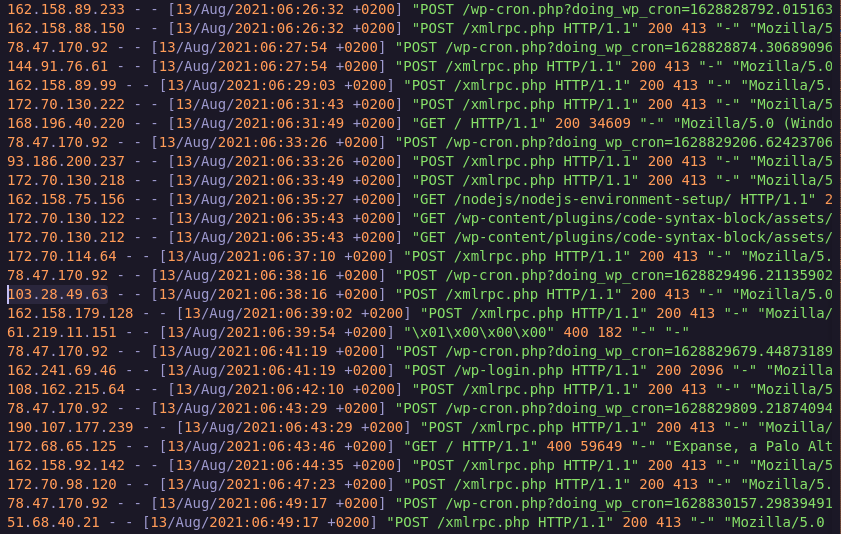 162.158.89.233 - - [13/Aug/2021:06:26:32 +0200] "POST /wp-cron.php?doing_wp_cron=1628828792.015163
162.158.88.150 - - [13/Aug/2021:06:26:32 +0200] "POST /xmlrpc.php HTTP/1.1" 200 413 "-" "Mozilla/5
78.47.170.92 - - [13/Aug/2021:06:27:54 +0200] "POST /wp-cron.php?doing_wp_cron=1628828874.30689096
144.91.76.61 - - [13/Aug/2021:06:27:54 +0200] "POST /xmlrpc.php HTTP/1.1" 200 413 "-" "Mozilla/5.0
162.158.89.99 - - [13/Aug/2021:06:29:03 +0200] "POST /xmlrpc.php HTTP/1.1" 200 413 "-" "Mozilla/5.
172.70.130.222 - - [13/Aug/2021:06:31:43 +0200] "POST /xmlrpc.php HTTP/1.1" 200 413 "-" "Mozilla/5
168.196.40.220 - - [13/Aug/2021:06:31:49 +0200] "GET / HTTP/1.1" 200 34609 "-" "Mozilla/5.0 (Windo
78.47.170.92 - - [13/Aug/2021:06:33:26 +0200] "POST /wp-cron.php?doing_wp_cron=1628829206.62423706
93.186.200.237 - - [13/Aug/2021:06:33:26 +0200] "POST /xmlrpc.php HTTP/1.1" 200 413 "-" "Mozilla/5
172.70.130.218 - - [13/Aug/2021:06:33:49 +0200] "POST /xmlrpc.php HTTP/1.1" 200 413 "-" "Mozilla/5
162.158.75.156 - - [13/Aug/2021:06:35:27 +0200] "GET /nodejs/nodejs-environment-setup/ HTTP/1.1" 2
172.70.130.122 - - [13/Aug/2021:06:35:43 +0200] "GET /wp-content/plugins/code-syntax-block/assets/
172.70.130.212 - - [13/Aug/2021:06:35:43 +0200] "GET /wp-content/plugins/code-syntax-block/assets/
172.70.114.64 - - [13/Aug/2021:06:37:10 +0200] "POST /xmlrpc.php HTTP/1.1" 200 413 "-" "Mozilla/5.
78.47.170.92 - - [13/Aug/2021:06:38:16 +0200] "POST /wp-cron.php?doing_wp_cron=1628829496.21135902
103.28.49.63 - - [13/Aug/2021:06:38:16 +0200] "POST /xmlrpc.php HTTP/1.1" 200 413 "-" "Mozilla/5.0
162.158.179.128 - - [13/Aug/2021:06:39:02 +0200] "POST /xmlrpc.php HTTP/1.1" 200 413 "-" "Mozilla/
61.219.11.151 - - [13/Aug/2021:06:39:54 +0200] "\x01\x00\x00\x00" 400 182 "-" "-"
78.47.170.92 - - [13/Aug/2021:06:41:19 +0200] "POST /wp-cron.php?doing_wp_cron=1628829679.44873189
162.241.69.46 - - [13/Aug/2021:06:41:19 +0200] "POST /wp-login.php HTTP/1.1" 200 2096 "-" "Mozilla
108.162.215.64 - - [13/Aug/2021:06:42:10 +0200] "POST /xmlrpc.php HTTP/1.1" 200 413 "-" "Mozilla/5
78.47.170.92 - - [13/Aug/2021:06:43:29 +0200] "POST /wp-cron.php?doing_wp_cron=1628829809.21874094
190.107.177.239 - - [13/Aug/2021:06:43:29 +0200] "POST /xmlrpc.php HTTP/1.1" 200 413 "-" "Mozilla/
172.68.65.125 - - [13/Aug/2021:06:43:46 +0200] "GET / HTTP/1.1" 400 59649 "-" "Expanse, a Palo Alt
162.158.92.142 - - [13/Aug/2021:06:44:35 +0200] "POST /xmlrpc.php HTTP/1.1" 200 413 "-" "Mozilla/5
172.70.98.120 - - [13/Aug/2021:06:47:23 +0200] "POST /xmlrpc.php HTTP/1.1" 200 413 "-" "Mozilla/5.
78.47.170.92 - - [13/Aug/2021:06:49:17 +0200] "POST /wp-cron.php?doing_wp_cron=1628830157.29839491
51.68.40.21 - - [13/Aug/2021:06:49:17 +0200] "POST /xmlrpc.php HTTP/1.1" 200 413 "-" "Mozilla/5.0